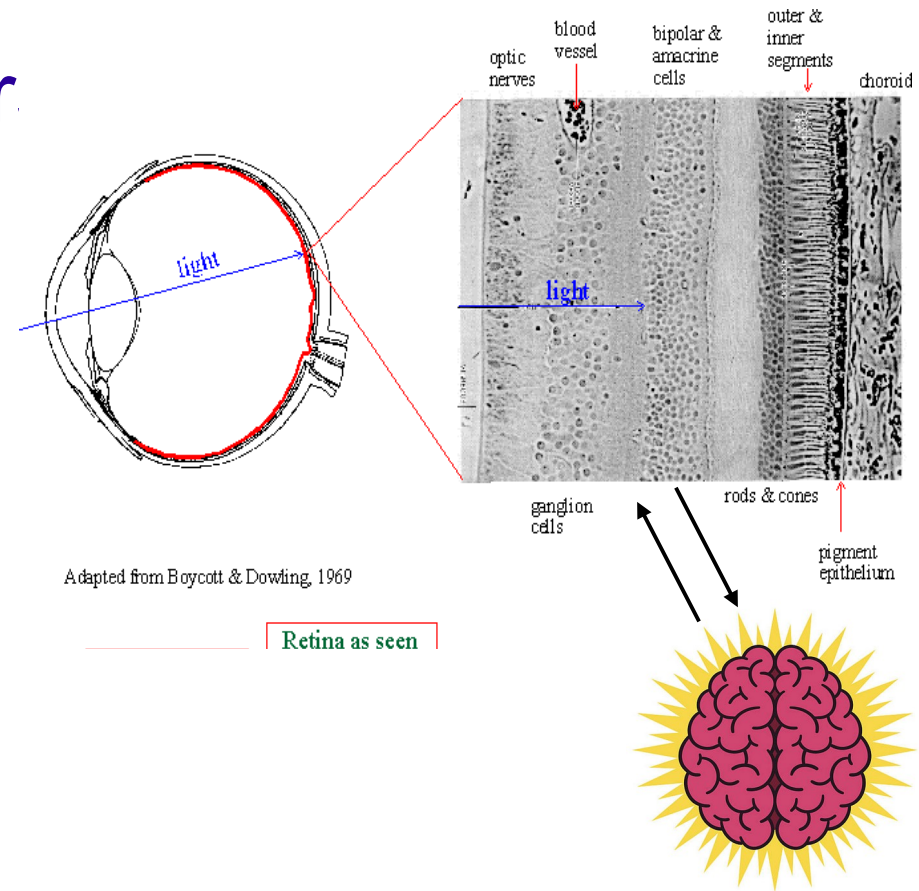 r
optic
nerves
blood
vessel
bipolar &
amacrine
cells
outer &
inner
segments
choroid
light
light
ganglion
cells
rods & cones
pigment
epithelium
Adapted from Boycott & Dowling, 1969
Retina as seen